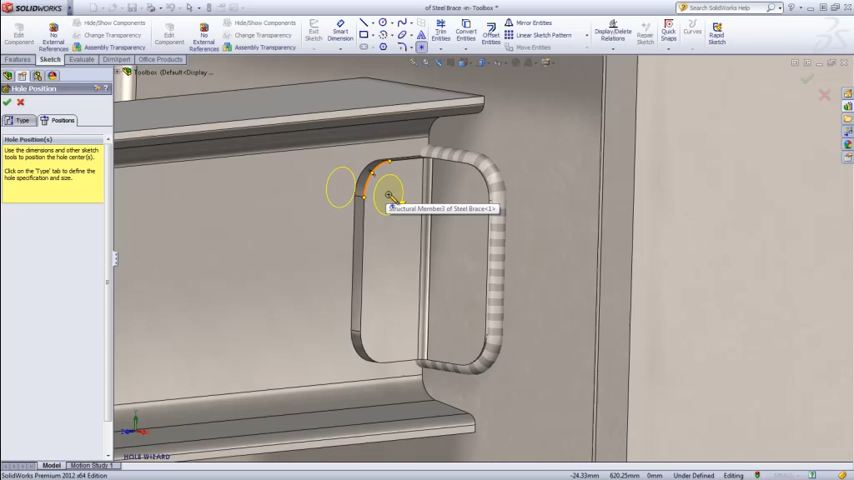 SOLIDWORKS
of Steel Brace -in- Toolbox *
Search SolidWorks Help
Edit Component
No External References
Hide/Show Components
Change Transparency
Assembly Transparency
Edit Component
No External References
Hide/Show Components
Change Transparency
Assembly Transparency
Exit Sketch
Smart Dimension
Trim Entities
Convert Entities
Offset Entities
Mirror Entities
Linear Sketch Pattern
Move Entities
Display/Delete Relations
Repair Sketch
Quick Snaps
Curves
Rapid Sketch
Features
Sketch
Evaluate
DimXpert
Office Products
Toolbox (Default<Display ...
Hole Position
Type
Positions
Hole Position(s)
Use the dimensions and other sketch
tools to position the hole center(s).
Click on the 'Type' tab to define the
hole specification and size.
Structural Member3 of Steel Brace<1>
HOLE WIZARD
Model
Motion Study 1
SolidWorks Premium 2012 x64 Edition
-24.33mm
620.25mm
0mm
Under Defined
Editing